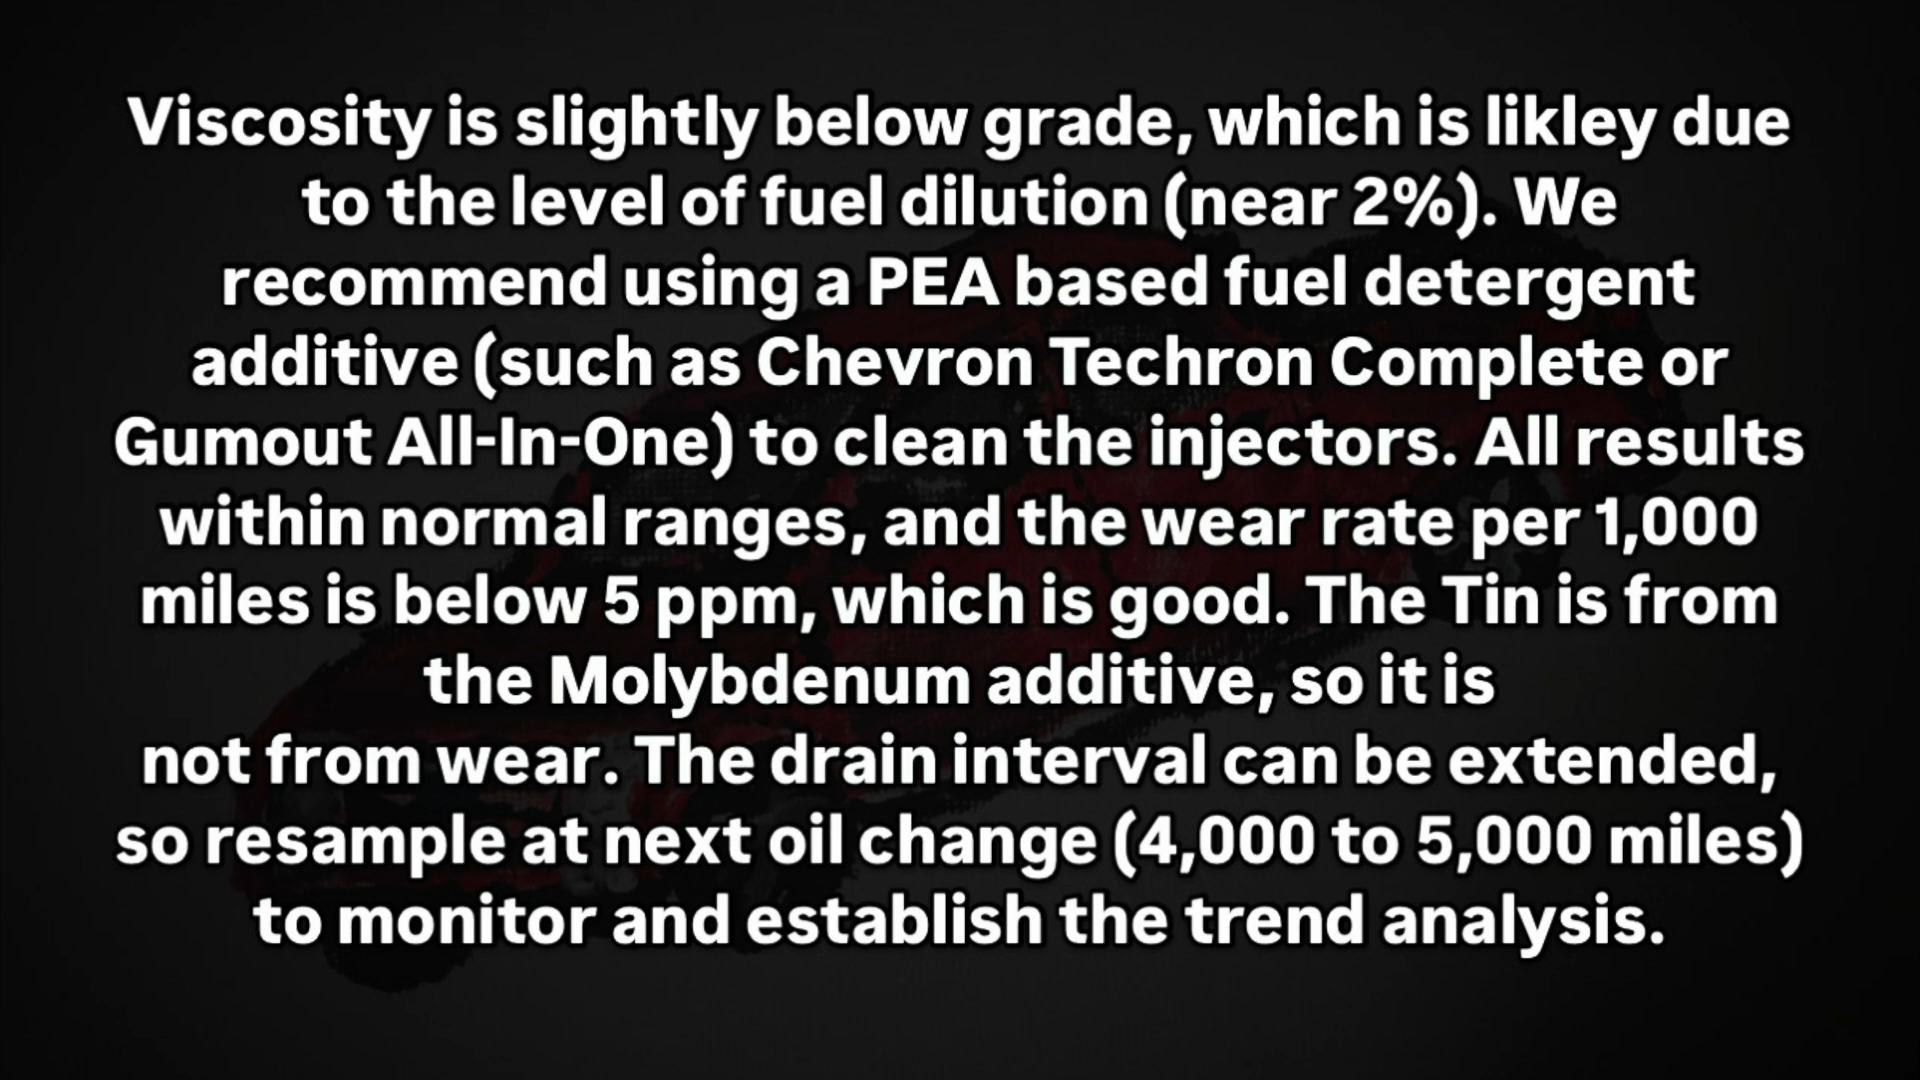 Viscosity is slightly below grade, which is likley due
to the level of fuel dilution (near 2%). We
recommend using a PEA based fuel detergent
additive (such as Chevron Techron Complete or
Gumout All-In-One) to clean the injectors. All results
within normal ranges, and the wear rate per 1,000
miles is below 5 ppm, which is good. The Tin is from
the Molybdenum additive, so it is
not from wear. The drain interval can be extended,
so resample at next oil change (4,000 to 5,000 miles)
to monitor and establish the trend analysis.